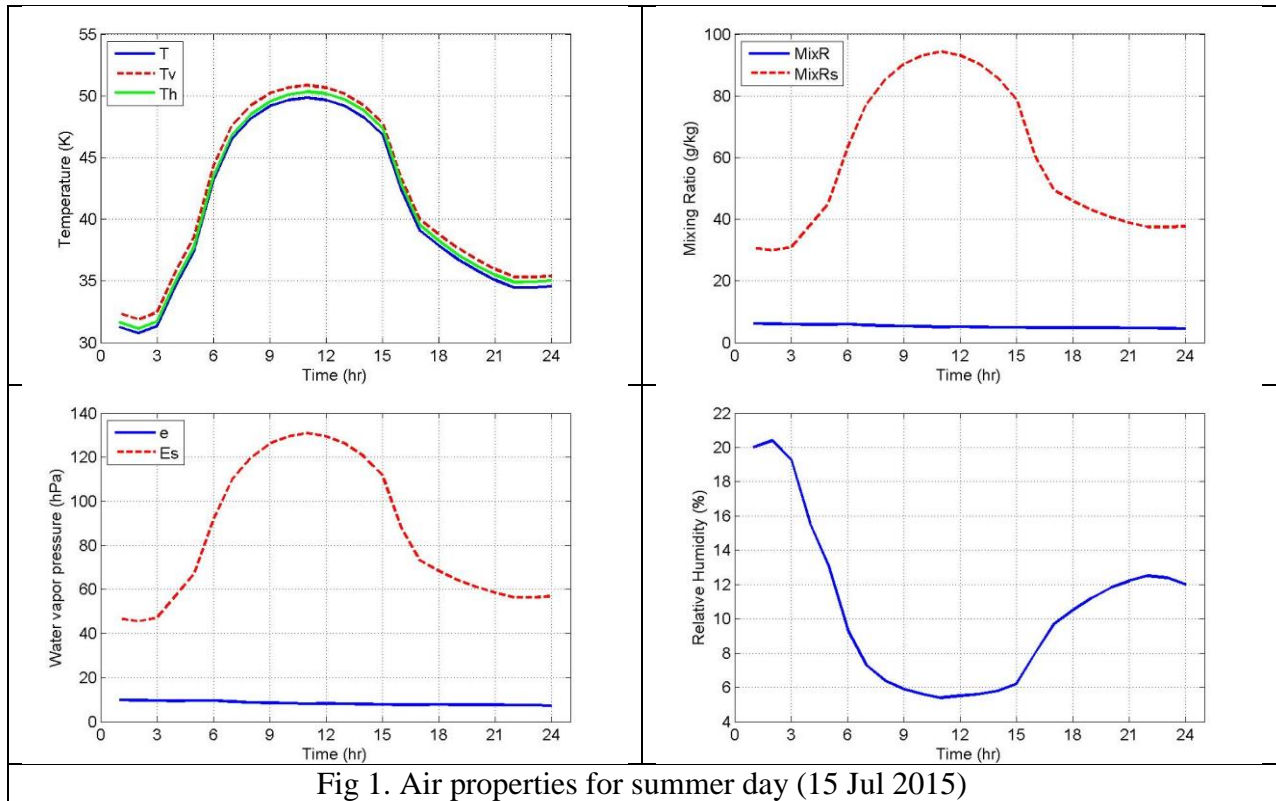 55
50
45
40
35
30
Temperature (K)
T
Tv
Th
0 3 6 9 12 15 18 21 24
Time (hr)
100
80
60
40
20
0
Mixing Ratio (g/kg)
MixR
MixRs
0 3 6 9 12 15 18 21 24
Time (hr)
140
120
100
80
60
40
20
0
Water vapor pressure (hPa)
e
Es
0 3 6 9 12 15 18 21 24
Time (hr)
22
20
18
16
14
12
10
8
6
4
Relative Humidity (%)
0 3 6 9 12 15 18 21 24
Time (hr)
Fig 1. Air properties for summer day (15 Jul 2015)